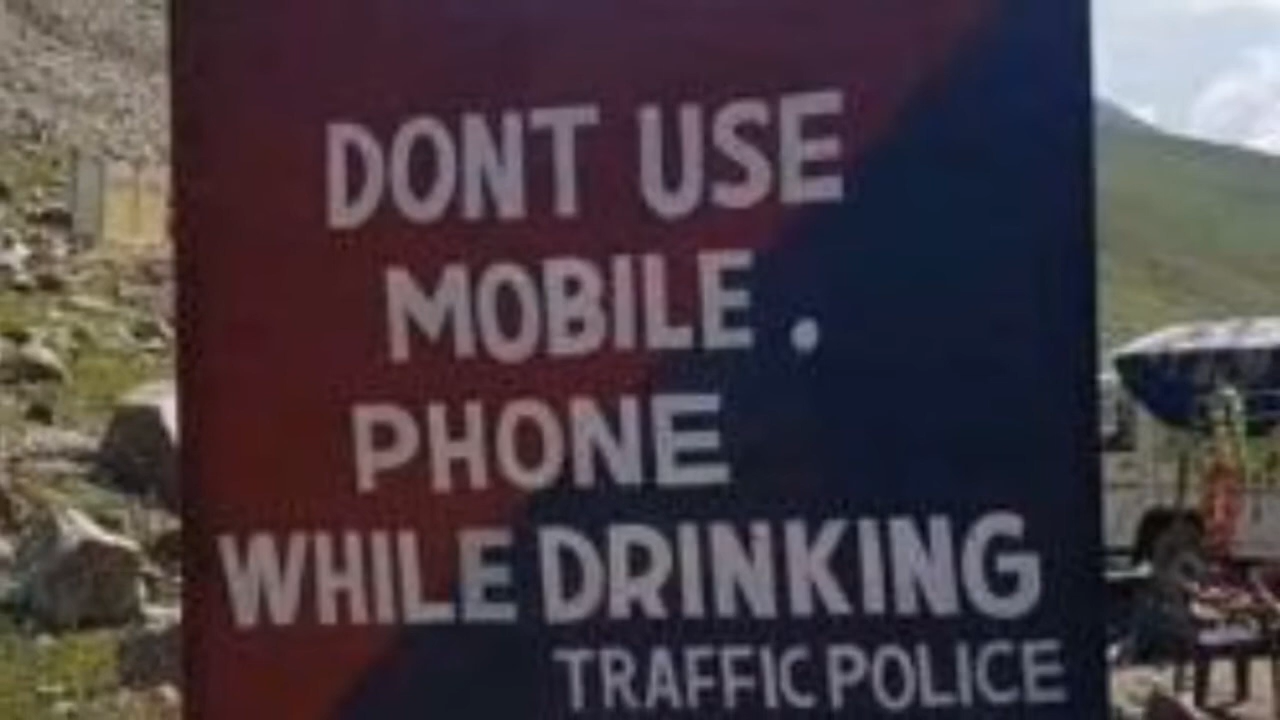 DONT USE
MOBILE .
PHONE
WHILE DRINKING
TRAFFIC POLICE